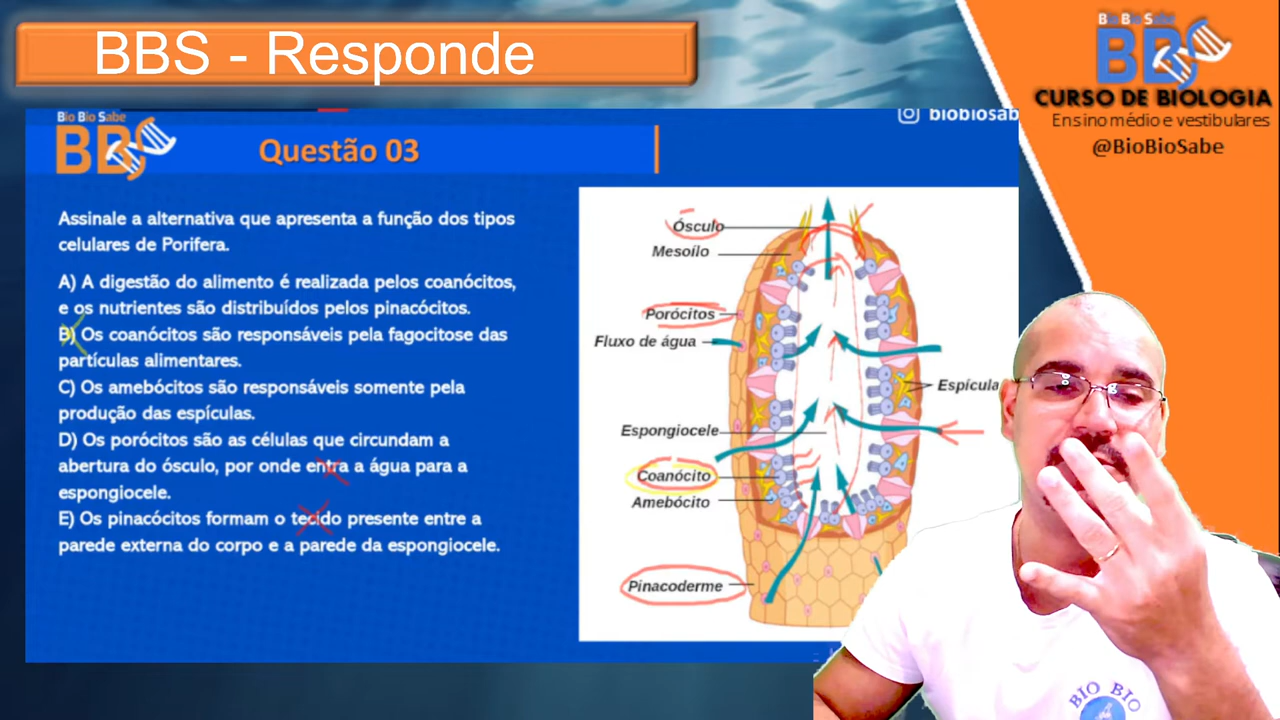 BBS - Responde
Bio Bio Sabe
BBS
CURSO DE BIOLOGIA
Ensino médio e vestibulares
@BioBioSabe
Bio Bio Sabe
BBS
Questão 03
biobiosab
Assinale a alternativa que apresenta a função dos tipos
celulares de Porifera.
A) A digestão do alimento é realizada pelos coanócitos,
e os nutrientes são distribuídos pelos pinacócitos.
B) Os coanócitos são responsáveis pela fagocitose das
partículas alimentares.
C) Os amebócitos são responsáveis somente pela
produção das espículas.
D) Os porócitos são as células que circundam a
abertura do ósculo, por onde entra a água para a
espongiocele.
E) Os pinacócitos formam o tecido presente entre a
parede externa do corpo e a parede da espongiocele.
Ósculo
Mesoílo
Porócitos
Fluxo de água
Espícula
Espongiocele
Coanócito
Amebócito
Pinacoderme
BIO BIO